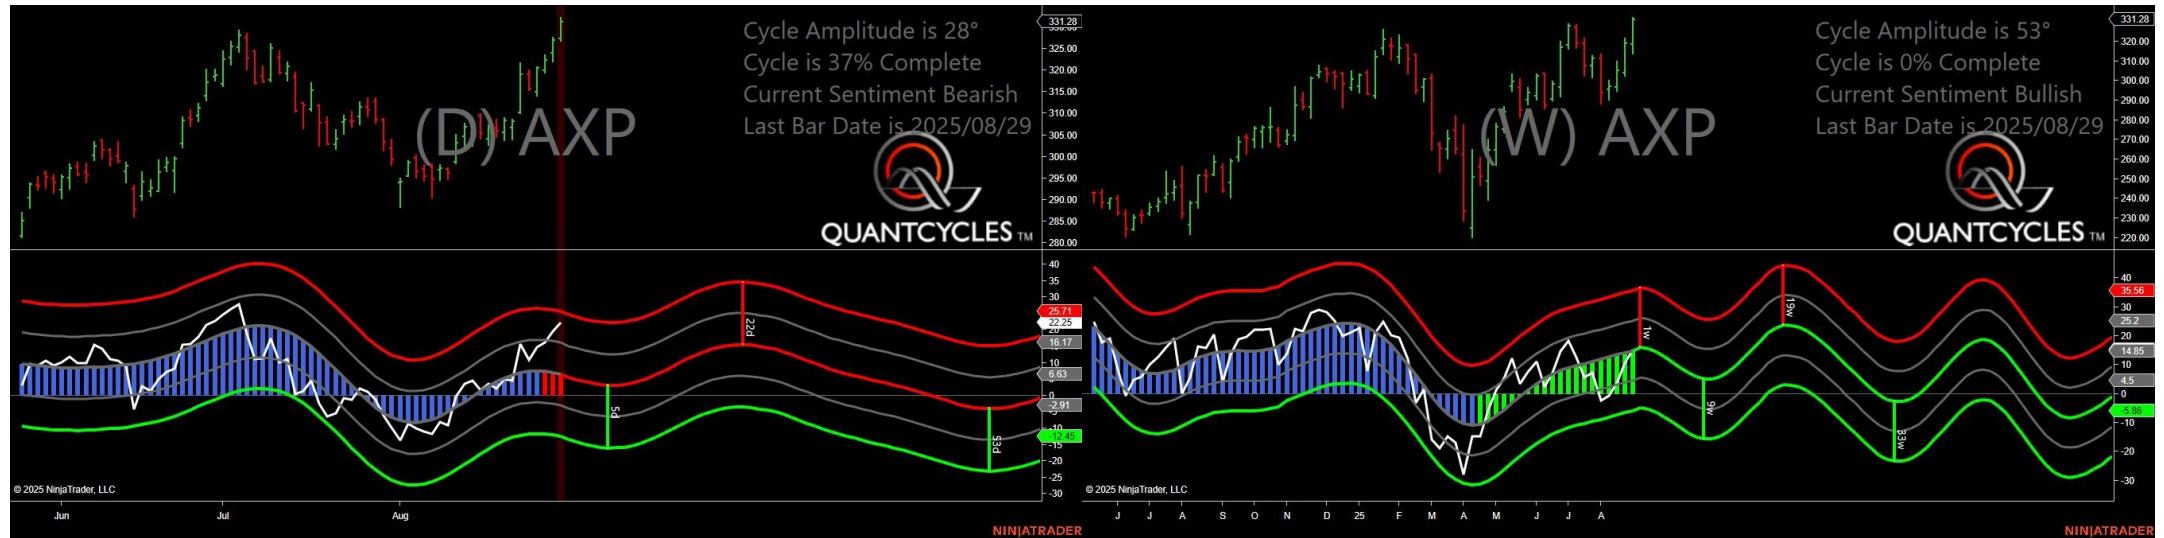 Cycle Amplitude is 28°
Cycle is 37% Complete
Current Sentiment Bearish
Last Bar Date is 2025/08/29
(D) AXP
QUANTCYCLES TM
331.28
325.00
320.00
315.00
310.00
305.00
300.00
295.00
290.00
285.00
280.00
40
35
30
25.71
22.25
20
16.17
10
6.63
0
-2.91
-10
-12.45
-15
-20
-25
-30
5d
22d
53d
© 2025 NinjaTrader, LLC
Jun
Jul
Aug
NINJATRADER
Cycle Amplitude is 53°
Cycle is 0% Complete
Current Sentiment Bullish
Last Bar Date is 2025/08/29
(W) AXP
QUANTCYCLES TM
331.28
320.00
310.00
300.00
290.00
280.00
270.00
260.00
250.00
240.00
230.00
220.00
40
35.56
30
25.2
20
14.85
4.5
0
-5.86
-10
-20
-30
1w
9w
19w
33w
© 2025 NinjaTrader, LLC
J
J
A
S
O
N
D
25
F
M
A
M
J
J
A
NINJATRADER